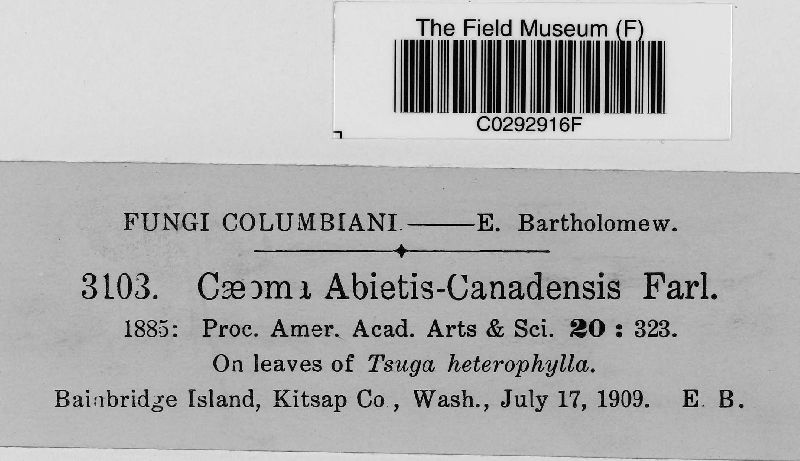 The Field Museum (F)
C0292916F
FUNGI COLUMBIANI.——E. Bartholomew.
3103. Cæoma Abietis-Canadensis Farl.
1885: Proc. Amer. Acad. Arts & Sci. 20 : 323.
On leaves of Tsuga heterophylla.
Bainbridge Island, Kitsap Co., Wash., July 17, 1909. E. B.